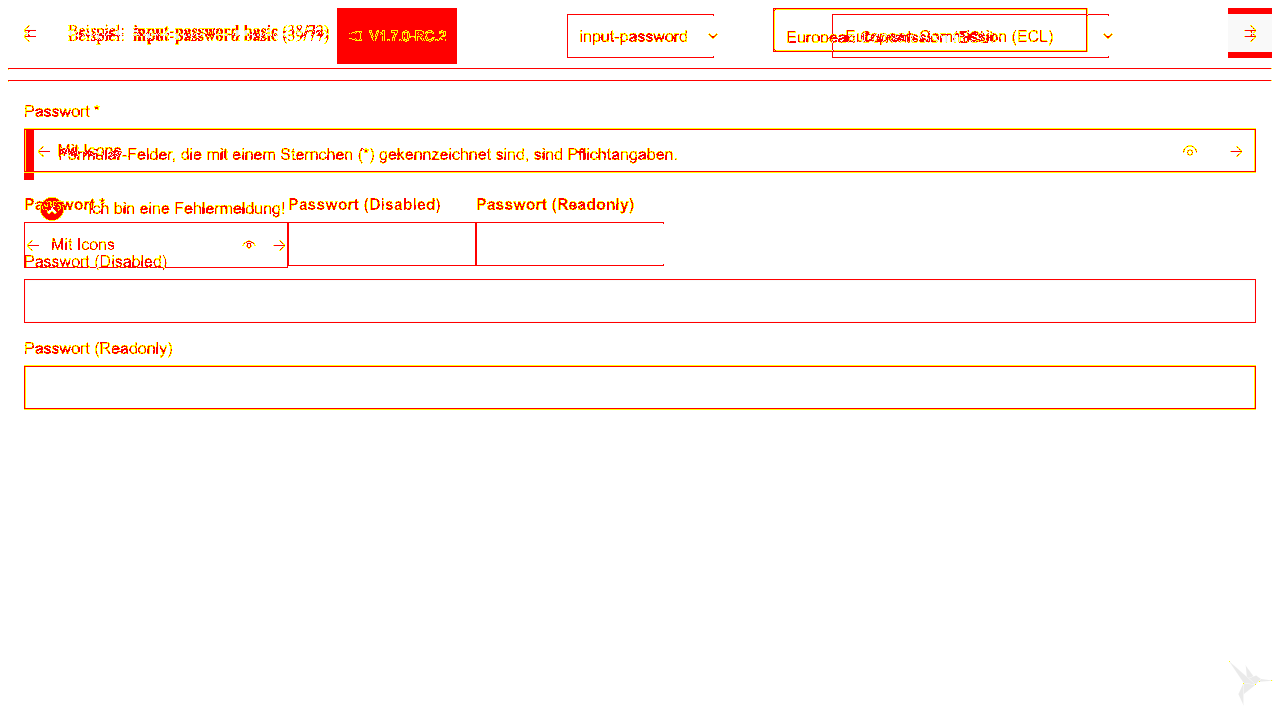 Beispiel: input-password basic (39/79)
V1.7.0-RC.2
input-password
European Commission (ECL)
Passwort *
Mit Icons
Formular-Felder, die mit einem Sternchen (*) gekennzeichnet sind, sind Pflichtangaben.
Passwort *
Ich bin eine Fehlermeldung!
Passwort (Disabled)
Passwort (Readonly)
Mit Icons
Passwort (Disabled)
Passwort (Readonly)